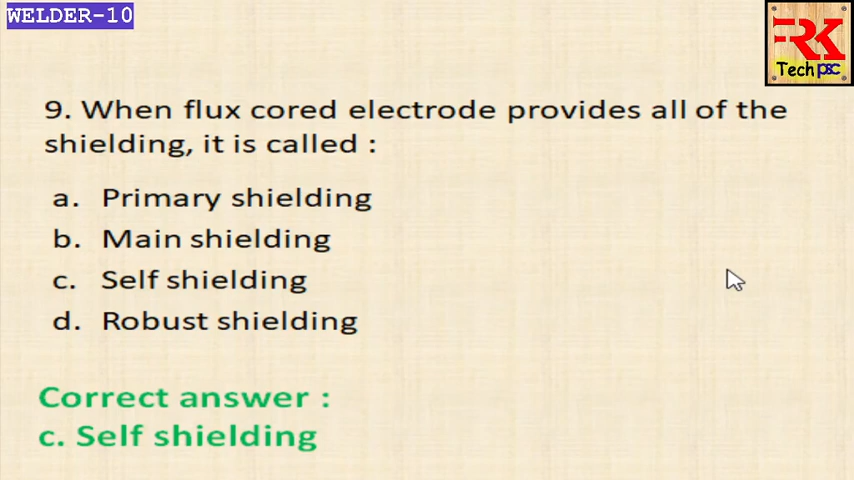 WELDER-10
RK
Tech psc
9. When flux cored electrode provides all of the
shielding, it is called :
a. Primary shielding
b. Main shielding
c. Self shielding
d. Robust shielding
Correct answer :
c. Self shielding